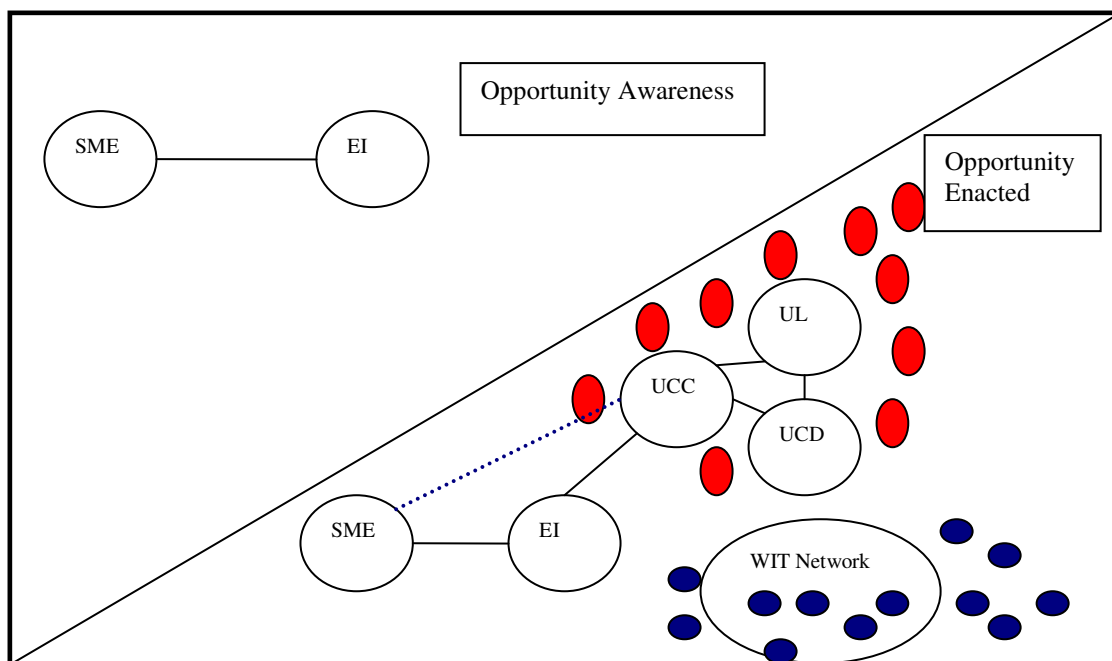 Opportunity Awareness
SME
EI
Opportunity
Enacted
UL
UCC
UCD
SME
EI
WIT Network